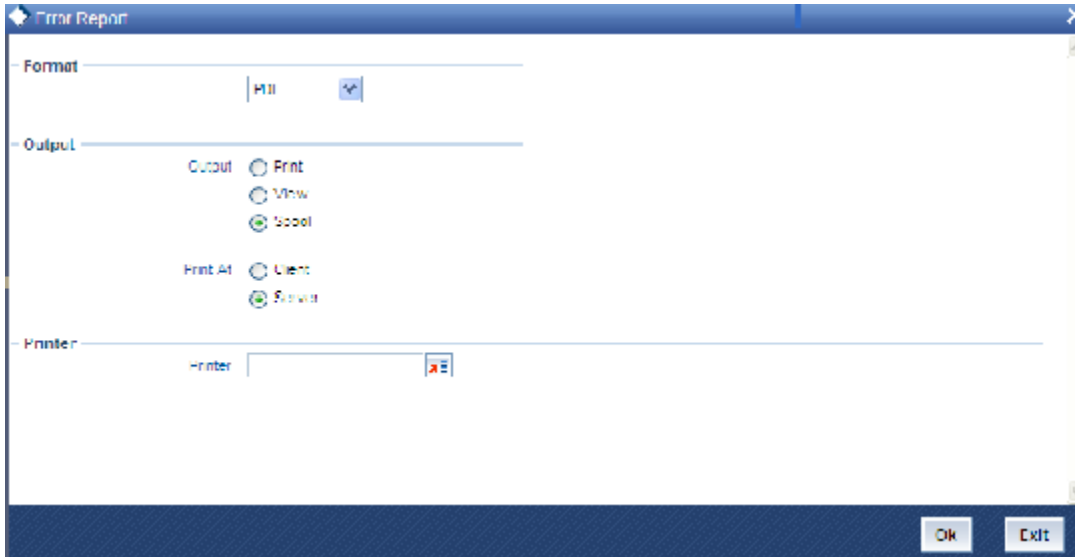 Error Report
Format
PDF
Output
Output Print
View
Spool
Print At Client
Server
Printer
Printer
Ok Exit